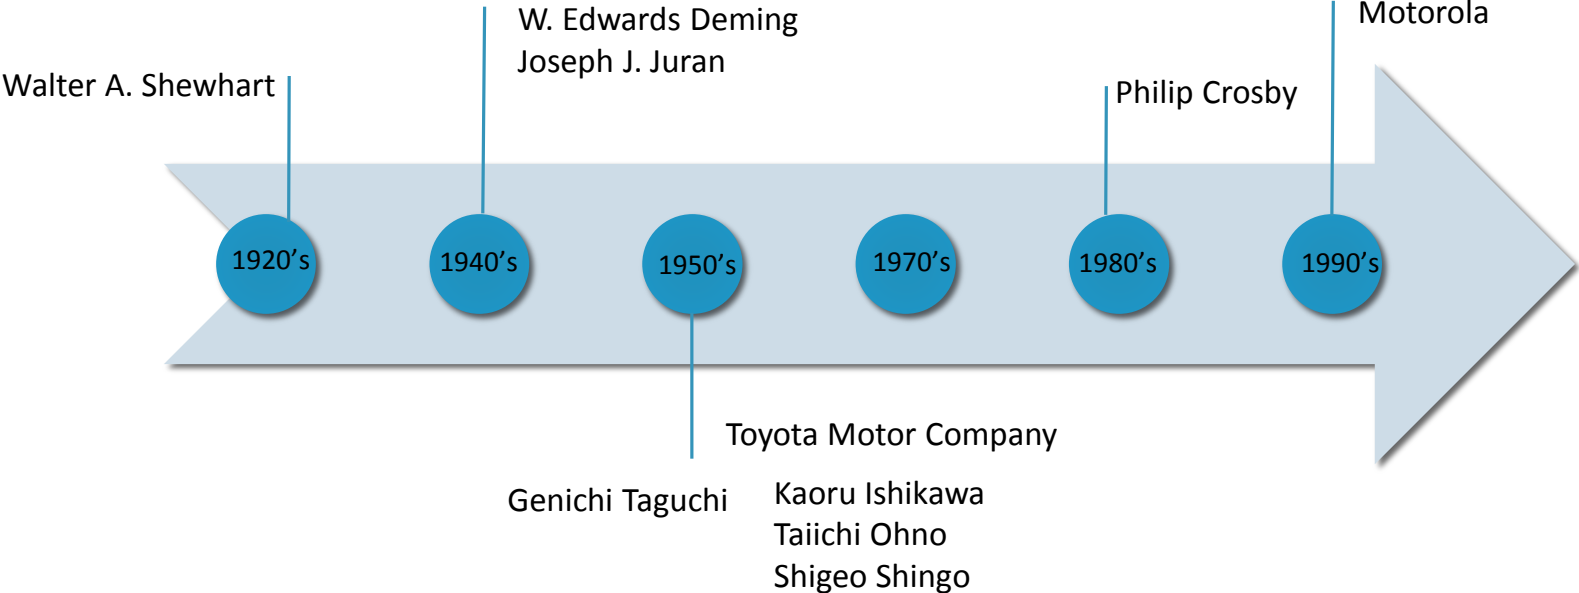 W. Edwards Deming
Joseph J. Juran
Motorola
Walter A. Shewhart
Philip Crosby
1920’s
1940’s
1950’s
1970’s
1980’s
1990’s
Toyota Motor Company
Genichi Taguchi
Kaoru Ishikawa
Taiichi Ohno
Shigeo Shingo